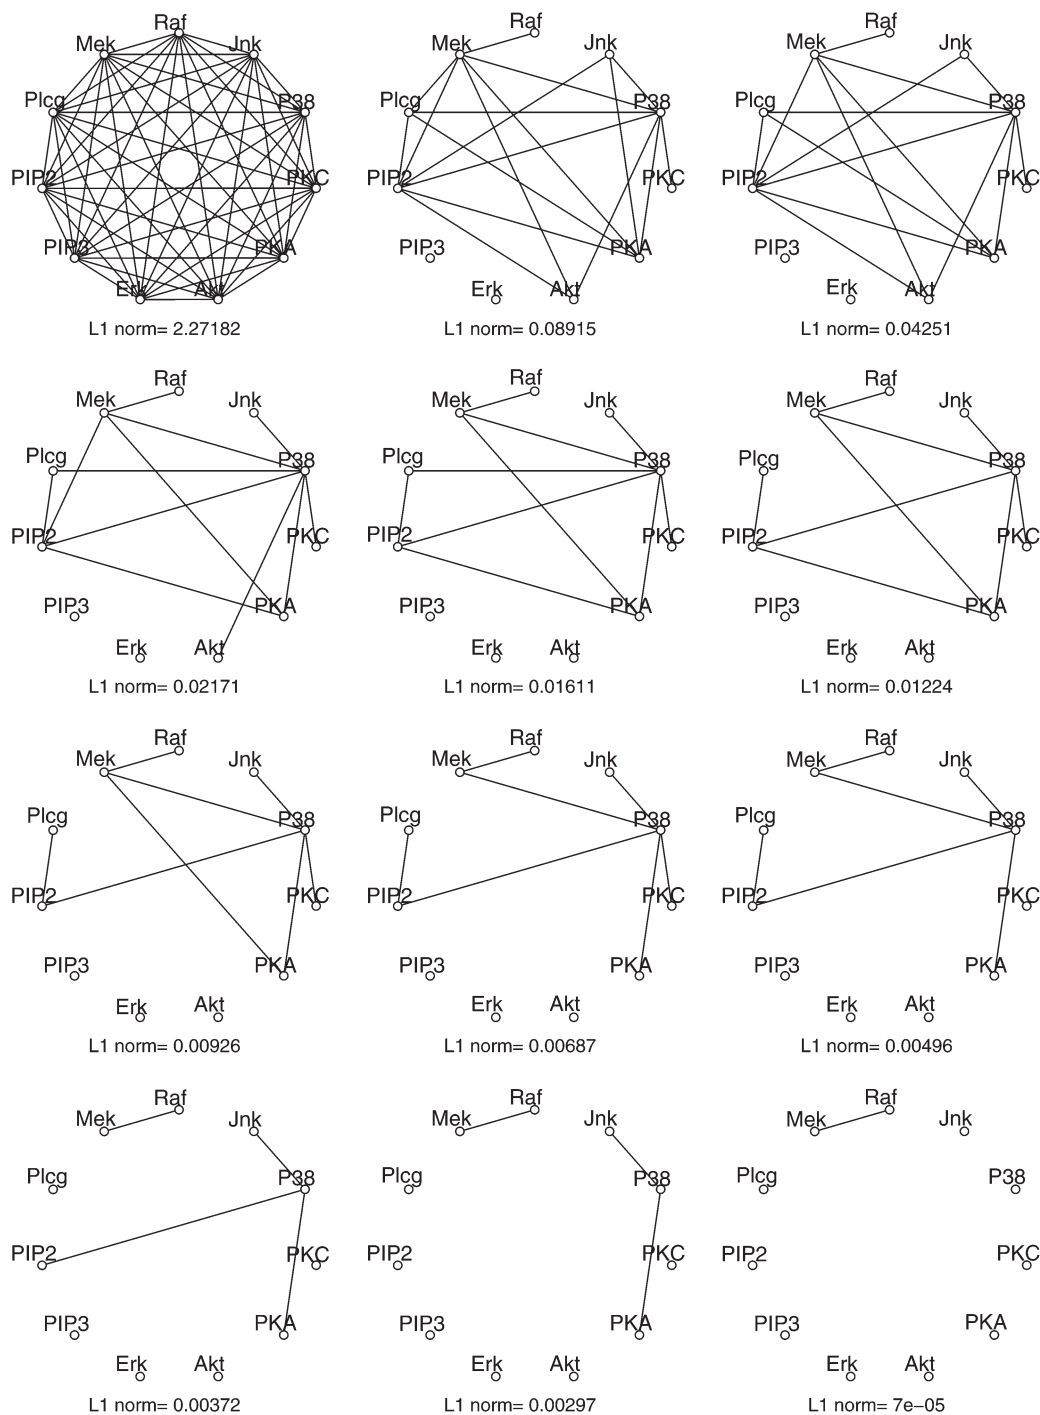 Raf
Mek Jnk
Plcg P38
PIP2 PKC
PIP3 PKA
Erk Akt
L1 norm= 2.27182
Raf
Mek Jnk
Plcg P38
PIP2 PKC
PIP3 PKA
Erk Akt
L1 norm= 0.08915
Raf
Mek Jnk
Plcg P38
PIP2 PKC
PIP3 PKA
Erk Akt
L1 norm= 0.04251
Raf
Mek Jnk
Plcg P38
PIP2 PKC
PIP3 PKA
Erk Akt
L1 norm= 0.02171
Raf
Mek Jnk
Plcg P38
PIP2 PKC
PIP3 PKA
Erk Akt
L1 norm= 0.01611
Raf
Mek Jnk
Plcg P38
PIP2 PKC
PIP3 PKA
Erk Akt
L1 norm= 0.01224
Raf
Mek Jnk
Plcg P38
PIP2 PKC
PIP3 PKA
Erk Akt
L1 norm= 0.00926
Raf
Mek Jnk
Plcg P38
PIP2 PKC
PIP3 PKA
Erk Akt
L1 norm= 0.00687
Raf
Mek Jnk
Plcg P38
PIP2 PKC
PIP3 PKA
Erk Akt
L1 norm= 0.00496
Raf
Mek Jnk
Plcg P38
PIP2 PKC
PIP3 PKA
Erk Akt
L1 norm= 0.00372
Raf
Mek Jnk
Plcg P38
PIP2 PKC
PIP3 PKA
Erk Akt
L1 norm= 0.00297
Raf
Mek Jnk
Plcg P38
PIP2 PKC
PIP3 PKA
Erk Akt
L1 norm= 7e−05